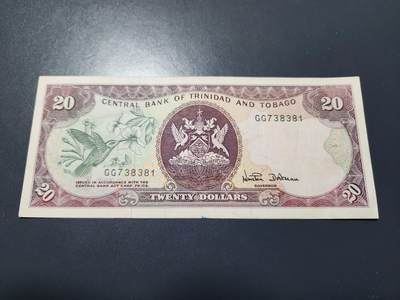 20
CENTRAL BANK OF TRINIDAD AND TOBAGO
20
GG738381
GG738381
ISSUED IN ACCORDANCE WITH THE
CENTRAL BANK ACT CHAP. 79:02.
GOVERNOR
20
TWENTY DOLLARS
20